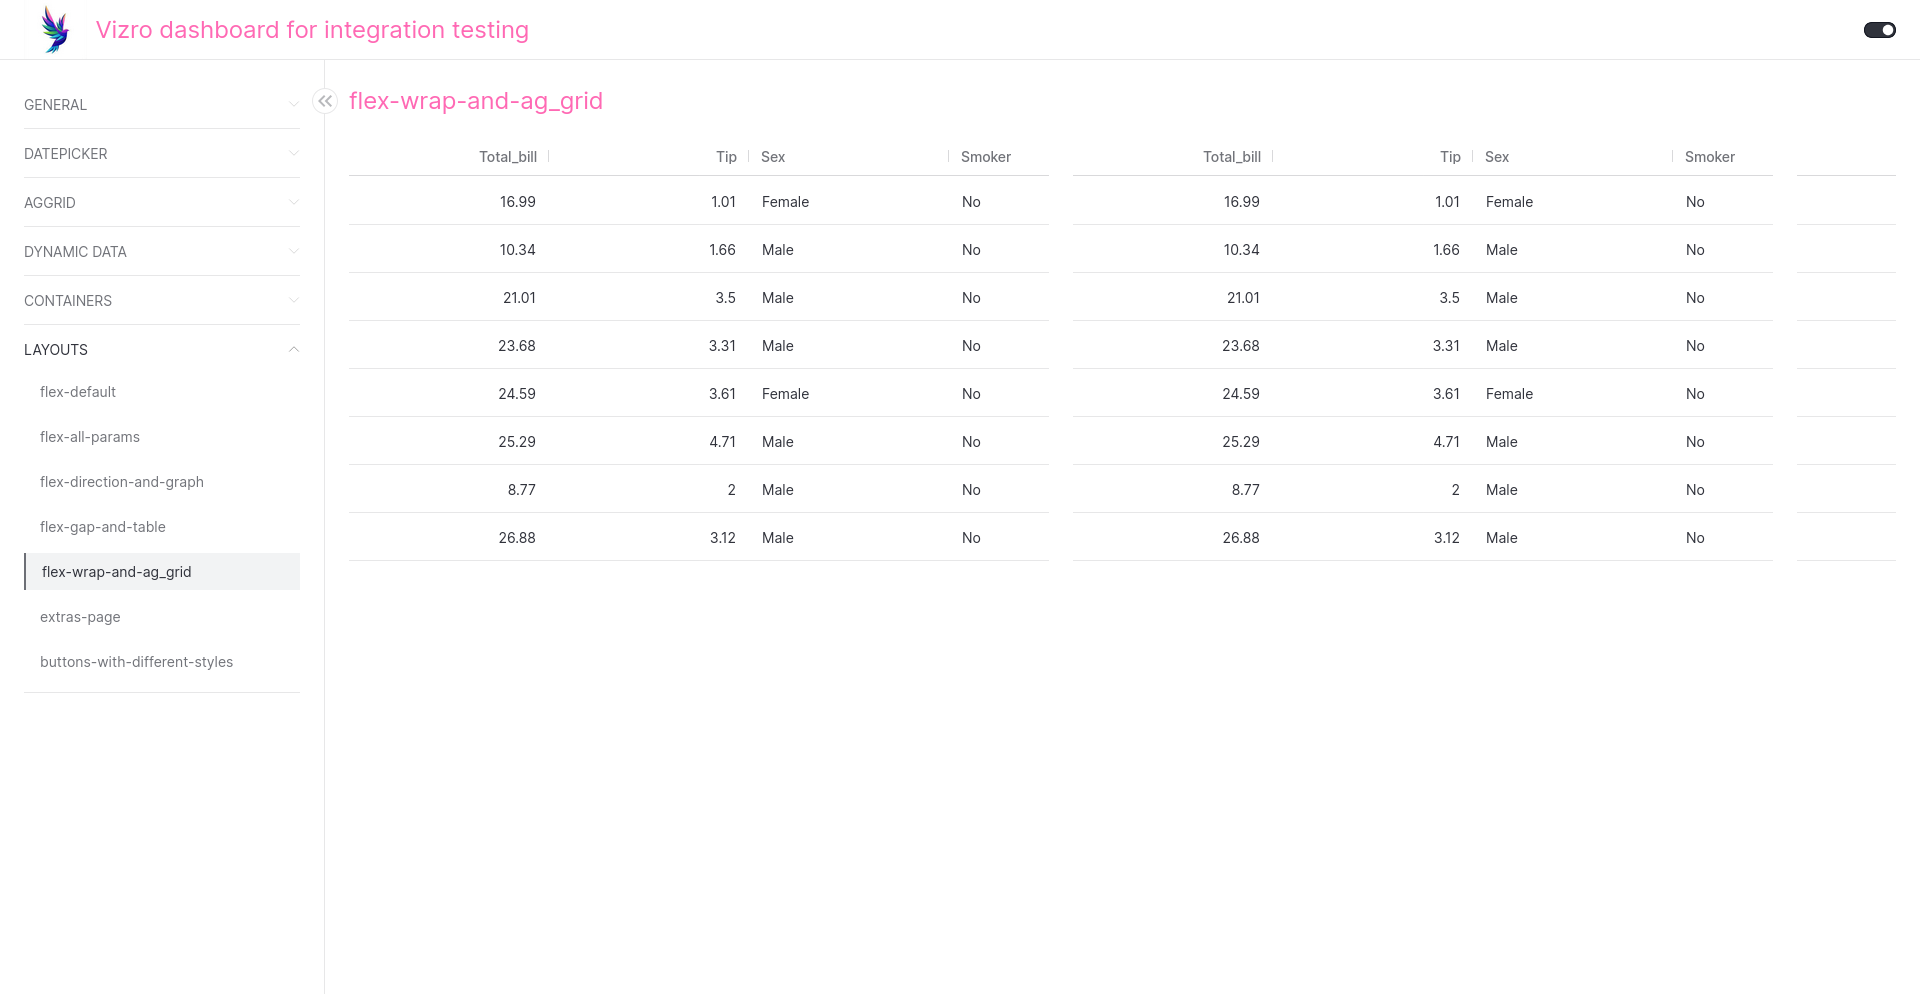 Vizro dashboard for integration testing
GENERAL
DATEPICKER
AGGRID
DYNAMIC DATA
CONTAINERS
LAYOUTS
flex-default
flex-all-params
flex-direction-and-graph
flex-gap-and-table
flex-wrap-and-ag_grid
extras-page
buttons-with-different-styles
flex-wrap-and-ag_grid
Total_bill Tip Sex Smoker Total_bill Tip Sex Smoker
16.99 1.01 Female No 16.99 1.01 Female No
10.34 1.66 Male No 10.34 1.66 Male No
21.01 3.5 Male No 21.01 3.5 Male No
23.68 3.31 Male No 23.68 3.31 Male No
24.59 3.61 Female No 24.59 3.61 Female No
25.29 4.71 Male No 25.29 4.71 Male No
8.77 2 Male No 8.77 2 Male No
26.88 3.12 Male No 26.88 3.12 Male No